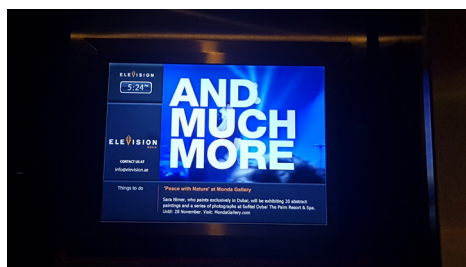 ELEVISION
5:24PM
AND
MUCH
MORE
ELEVISION
MEDIA
CONTACT US AT
info@elevision.ae
Things to do
'Peace with Nature' at Monda Gallery
Sara Nimer, who paints exclusively in Dubai, will be exhibiting 20 abstract
paintings and a series of photographs at Sofitel Dubai The Palm Resort & Spa.
Until: 28 November. Visit: MondaGallery.com